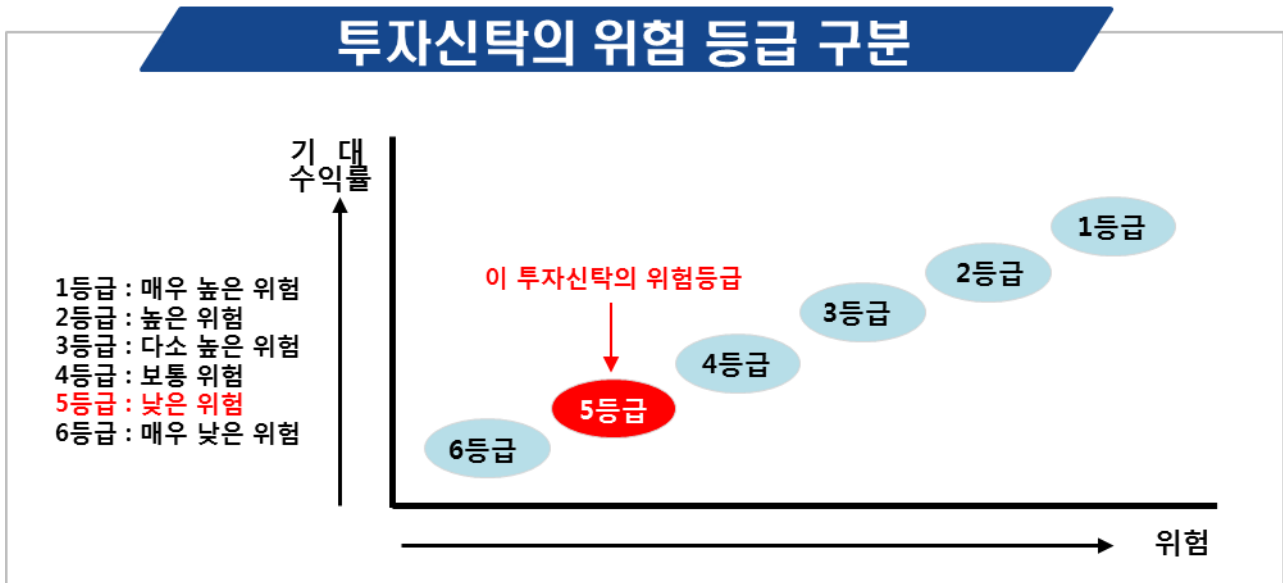 투자신탁의 위험 등급 구분
기 대
수익률
1등급 : 매우 높은 위험
2등급 : 높은 위험
3등급 : 다소 높은 위험
4등급 : 보통 위험
5등급 : 낮은 위험
6등급 : 매우 낮은 위험
이 투자신탁의 위험등급
1등급
2등급
3등급
4등급
5등급
6등급
위험